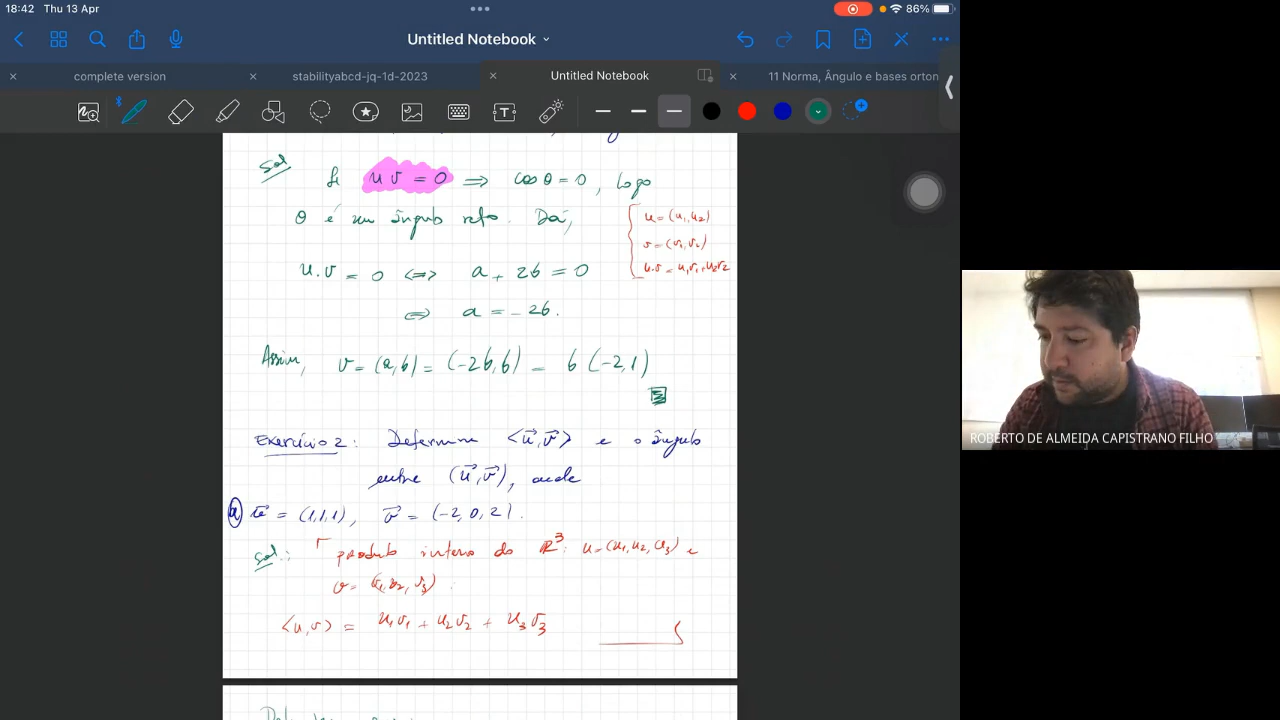 18:42 Thu 13 Apr
86%
Untitled Notebook
complete version
stabilityabcd-jq-1d-2023
Untitled Notebook
11 Norma, Ângulo e bases orton
Sol
Se u v = 0 ⟹ cos θ = 0, logo
θ é um ângulo reto. Daí,
u = (u₁, u₂)
v = (v₁, v₂)
u.v = u₁v₁ + u₂v₂
u.v = 0 ⟺ a + 2b = 0
⟺ a = -2b.
Assim, v = (a,b) = (-2b, b) = b(-2,1)
Exercício 2: Determine ⟨u⃗,v⃗⟩ e o ângulo
entre (u⃗,v⃗), onde
a) u⃗ = (1,1,1), v⃗ = (-2,0,2).
Sol.: produto interno do ℝ³: u = (u₁,u₂,u₃) e
v = (v₁,v₂,v₃)
⟨u,v⟩ = u₁v₁ + u₂v₂ + u₃v₃
ROBERTO DE ALMEIDA CAPISTRANO FILHO